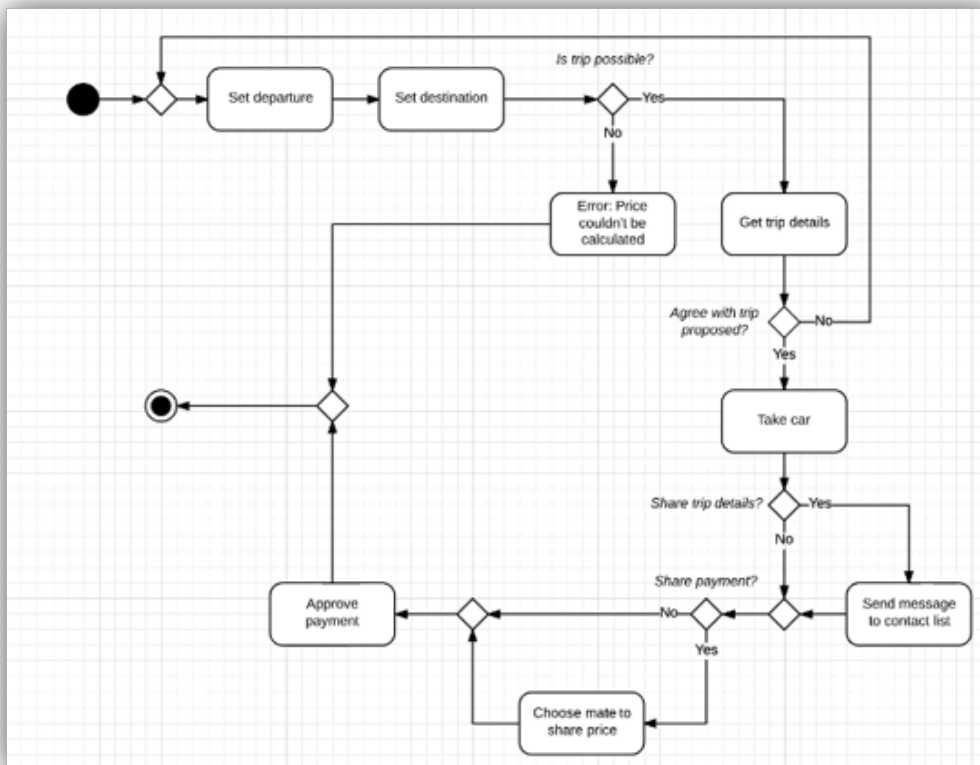 Is trip possible?
Set departure
Set destination
Yes
No
Error: Price
couldn't be
calculated
Get trip details
Agree with trip
proposed?
No
Yes
Take car
Share trip details?
Yes
No
Share payment?
Approve
payment
No
Send message
to contact list
Yes
Choose mate to
share price